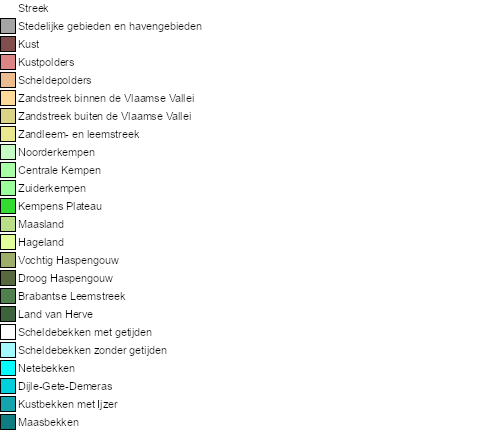 Streek
Stedelijke gebieden en havengebieden
Kust
Kustpolders
Scheldepolders
Zandstreek binnen de Vlaamse Vallei
Zandstreek buiten de Vlaamse Vallei
Zandleem- en leemstreek
Noorderkempen
Centrale Kempen
Zuiderkempen
Kempens Plateau
Maasland
Hageland
Vochtig Haspengouw
Droog Haspengouw
Brabantse Leemstreek
Land van Herve
Scheldebekken met getijden
Scheldebekken zonder getijden
Netebekken
Dijle-Gete-Demeras
Kustbekken met Ijzer
Maasbekken